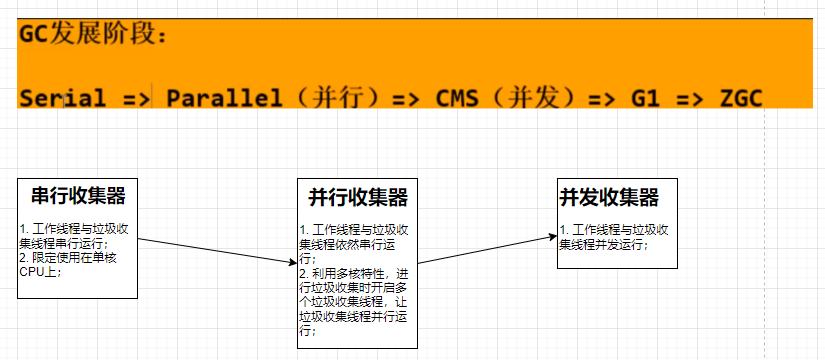 GC发展阶段：
Serial => Parallel（并行）=> CMS（并发）=> G1 => ZGC
串行收集器
1. 工作线程与垃圾收
集线程串行运行；
2. 限定使用在单核
CPU上；
并行收集器
1. 工作线程与垃圾收
集线程依然串行运
行；
2. 利用多核特性，进
行垃圾收集时开启多
个垃圾收集线程，让
垃圾收集线程并行运
行；
并发收集器
1. 工作线程与垃圾收
集线程并发运行；